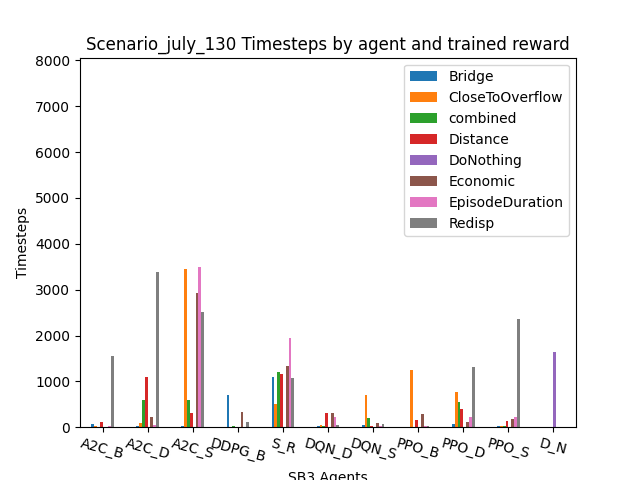 Scenario_july_130 Timesteps by agent and trained reward
8000
7000
6000
5000
4000
3000
2000
1000
0
Timesteps
Bridge
CloseToOverflow
combined
Distance
DoNothing
Economic
EpisodeDuration
Redisp
A2C_B
A2C_D
A2C_S
DDPG_B
S_R
DQN_D
DQN_S
PPO_B
PPO_D
PPO_S
D_N
SB3 Agents